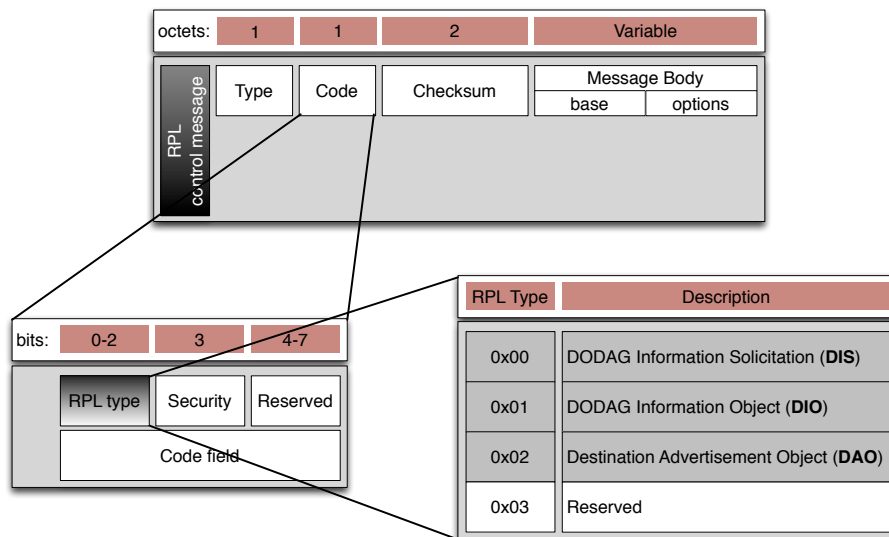 octets: 1 1 2 Variable
RPL
control message
Type Code Checksum Message Body
base options
RPL Type Description
bits: 0-2 3 4-7
0x00 DODAG Information Solicitation (DIS)
RPL type Security Reserved
0x01 DODAG Information Object (DIO)
Code field
0x02 Destination Advertisement Object (DAO)
0x03 Reserved